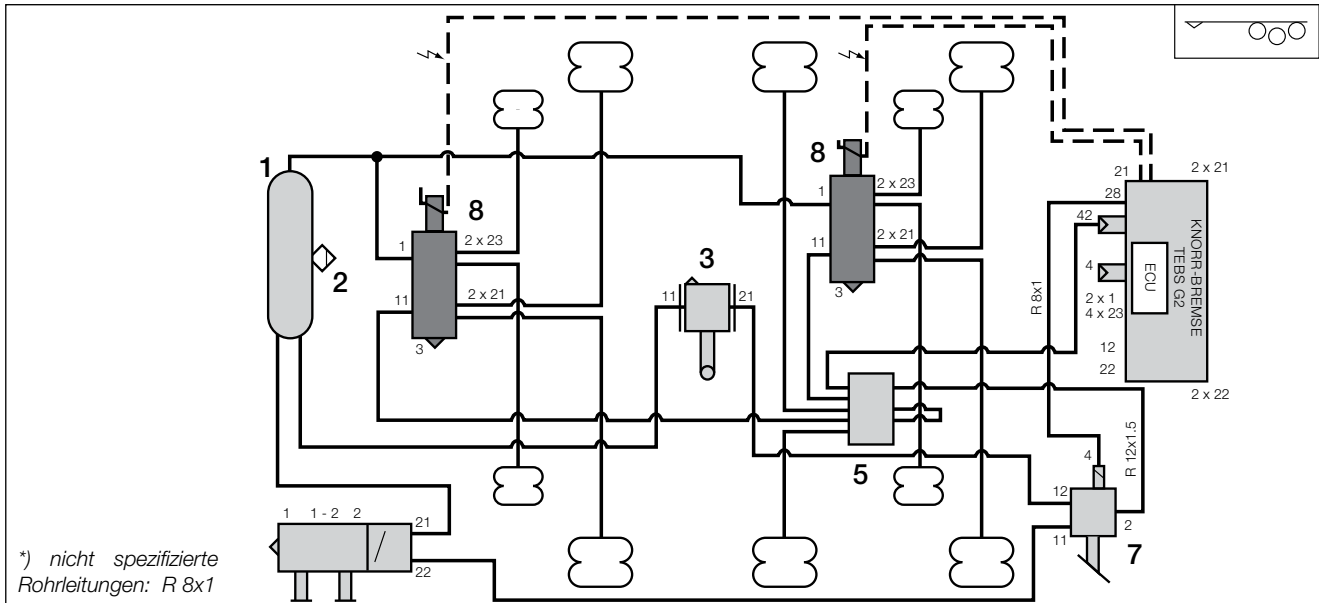 1
8
8
2 x 23
1
2 x 21
21
28
KNORR-BREMSE
TEBS G2
ECU
42
4
2 x 1
4 x 23
12
22
2 x 22
1
2 x 23
11
2 x 21
3
2
11
3
21
11
2 x 21
3
R 8x1
R 12x1.5
5
4
12
2
11
7
1 1 - 2 2
21
22
*) nicht spezifizierte
Rohrleitungen: R 8x1